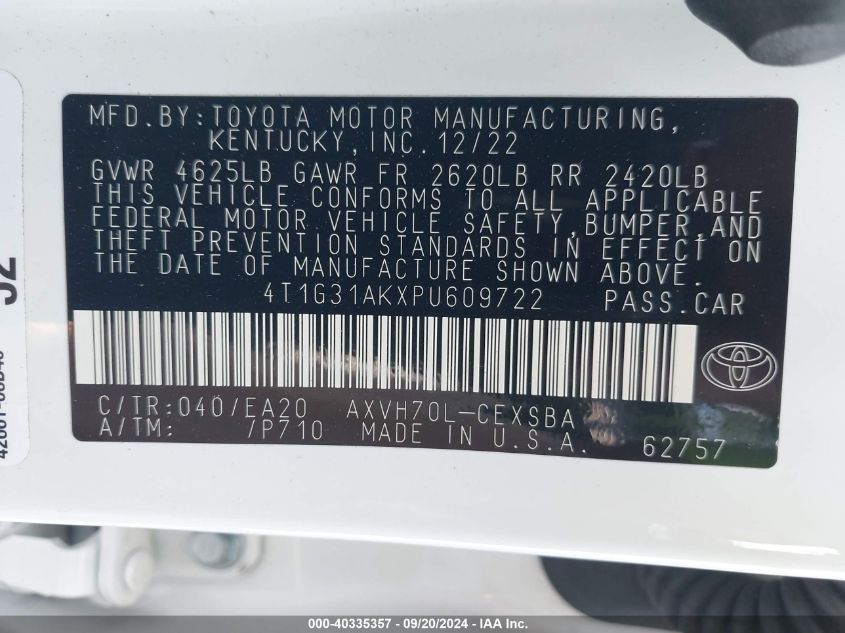 MFD.BY:TOYOTA MOTOR MANUFACTURING,
KENTUCKY,INC.12/22
GVWR 4625LB GAWR FR 2620LB RR 2420LB
THIS VEHICLE CONFORMS TO ALL APPLICABLE
FEDERAL MOTOR VEHICLE SAFETY,BUMPER,AND
THEFT PREVENTION STANDARDS IN EFFECT ON
THE DATE OF MANUFACTURE SHOWN ABOVE.
4T1G31AKXPU609722 PASS.CAR
C/TR:040/EA20 AXVH70L-CEXSBA
A/TM: /P710 MADE IN U.S.A. 62757
000-40335357 - 09/20/2024 - IAA Inc.